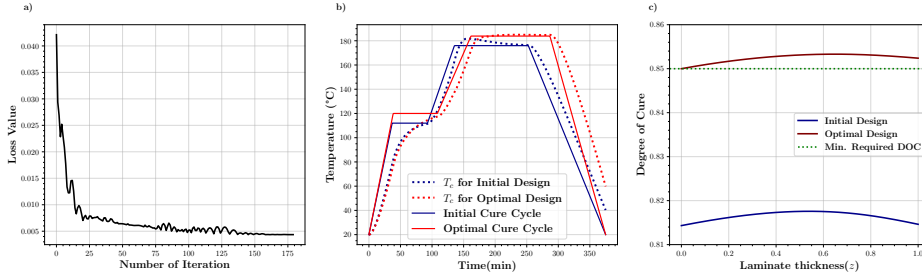 a)
0.040
0.035
0.030
0.025
0.020
0.015
0.010
0.005
0 25 50 75 100 125 150 175
Loss Value
Number of Iteration
b)
180
160
140
120
100
80
60
40
20
0 50 100 150 200 250 300 350
Temperature (°C)
Time(min)
T_c for Initial Design
T_c for Optimal Design
Initial Cure Cycle
Optimal Cure Cycle
c)
0.86
0.85
0.84
0.83
0.82
0.81
0.0 0.2 0.4 0.6 0.8 1.0
Degree of Cure
Laminate thickness(z)
Initial Design
Optimal Design
Min. Required DOC